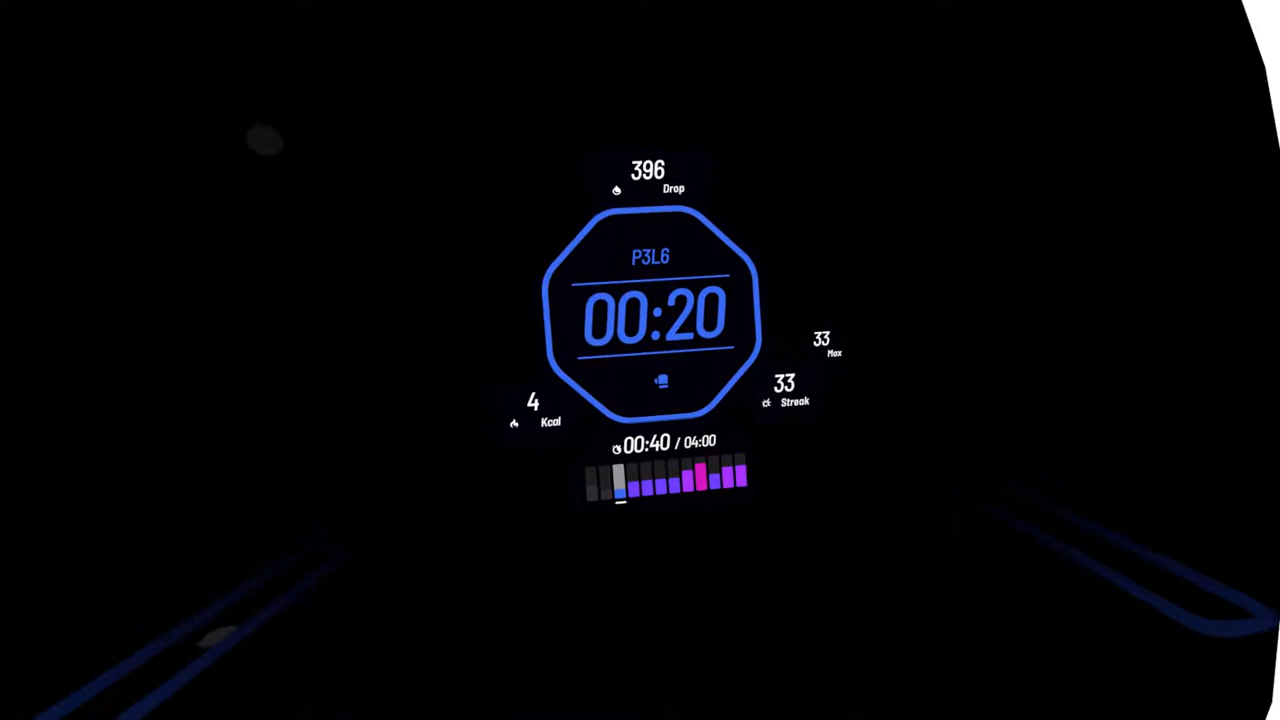 396
Drop
P3L6
00:20
33
Max
33
Streak
4
Kcal
00:40 / 04:00